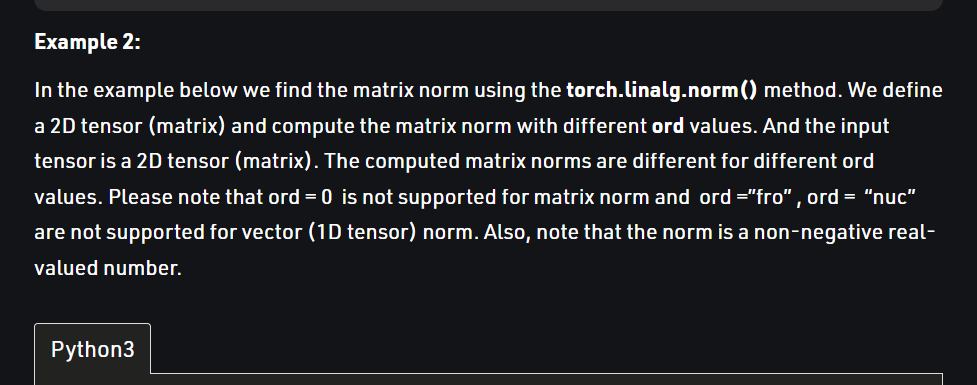 Example 2:
In the example below we find the matrix norm using the torch.linalg.norm() method. We define
a 2D tensor (matrix) and compute the matrix norm with different ord values. And the input
tensor is a 2D tensor (matrix). The computed matrix norms are different for different ord
values. Please note that ord = 0  is not supported for matrix norm and  ord =”fro” , ord =  “nuc”
are not supported for vector (1D tensor) norm. Also, note that the norm is a non-negative real-
valued number.
Python3